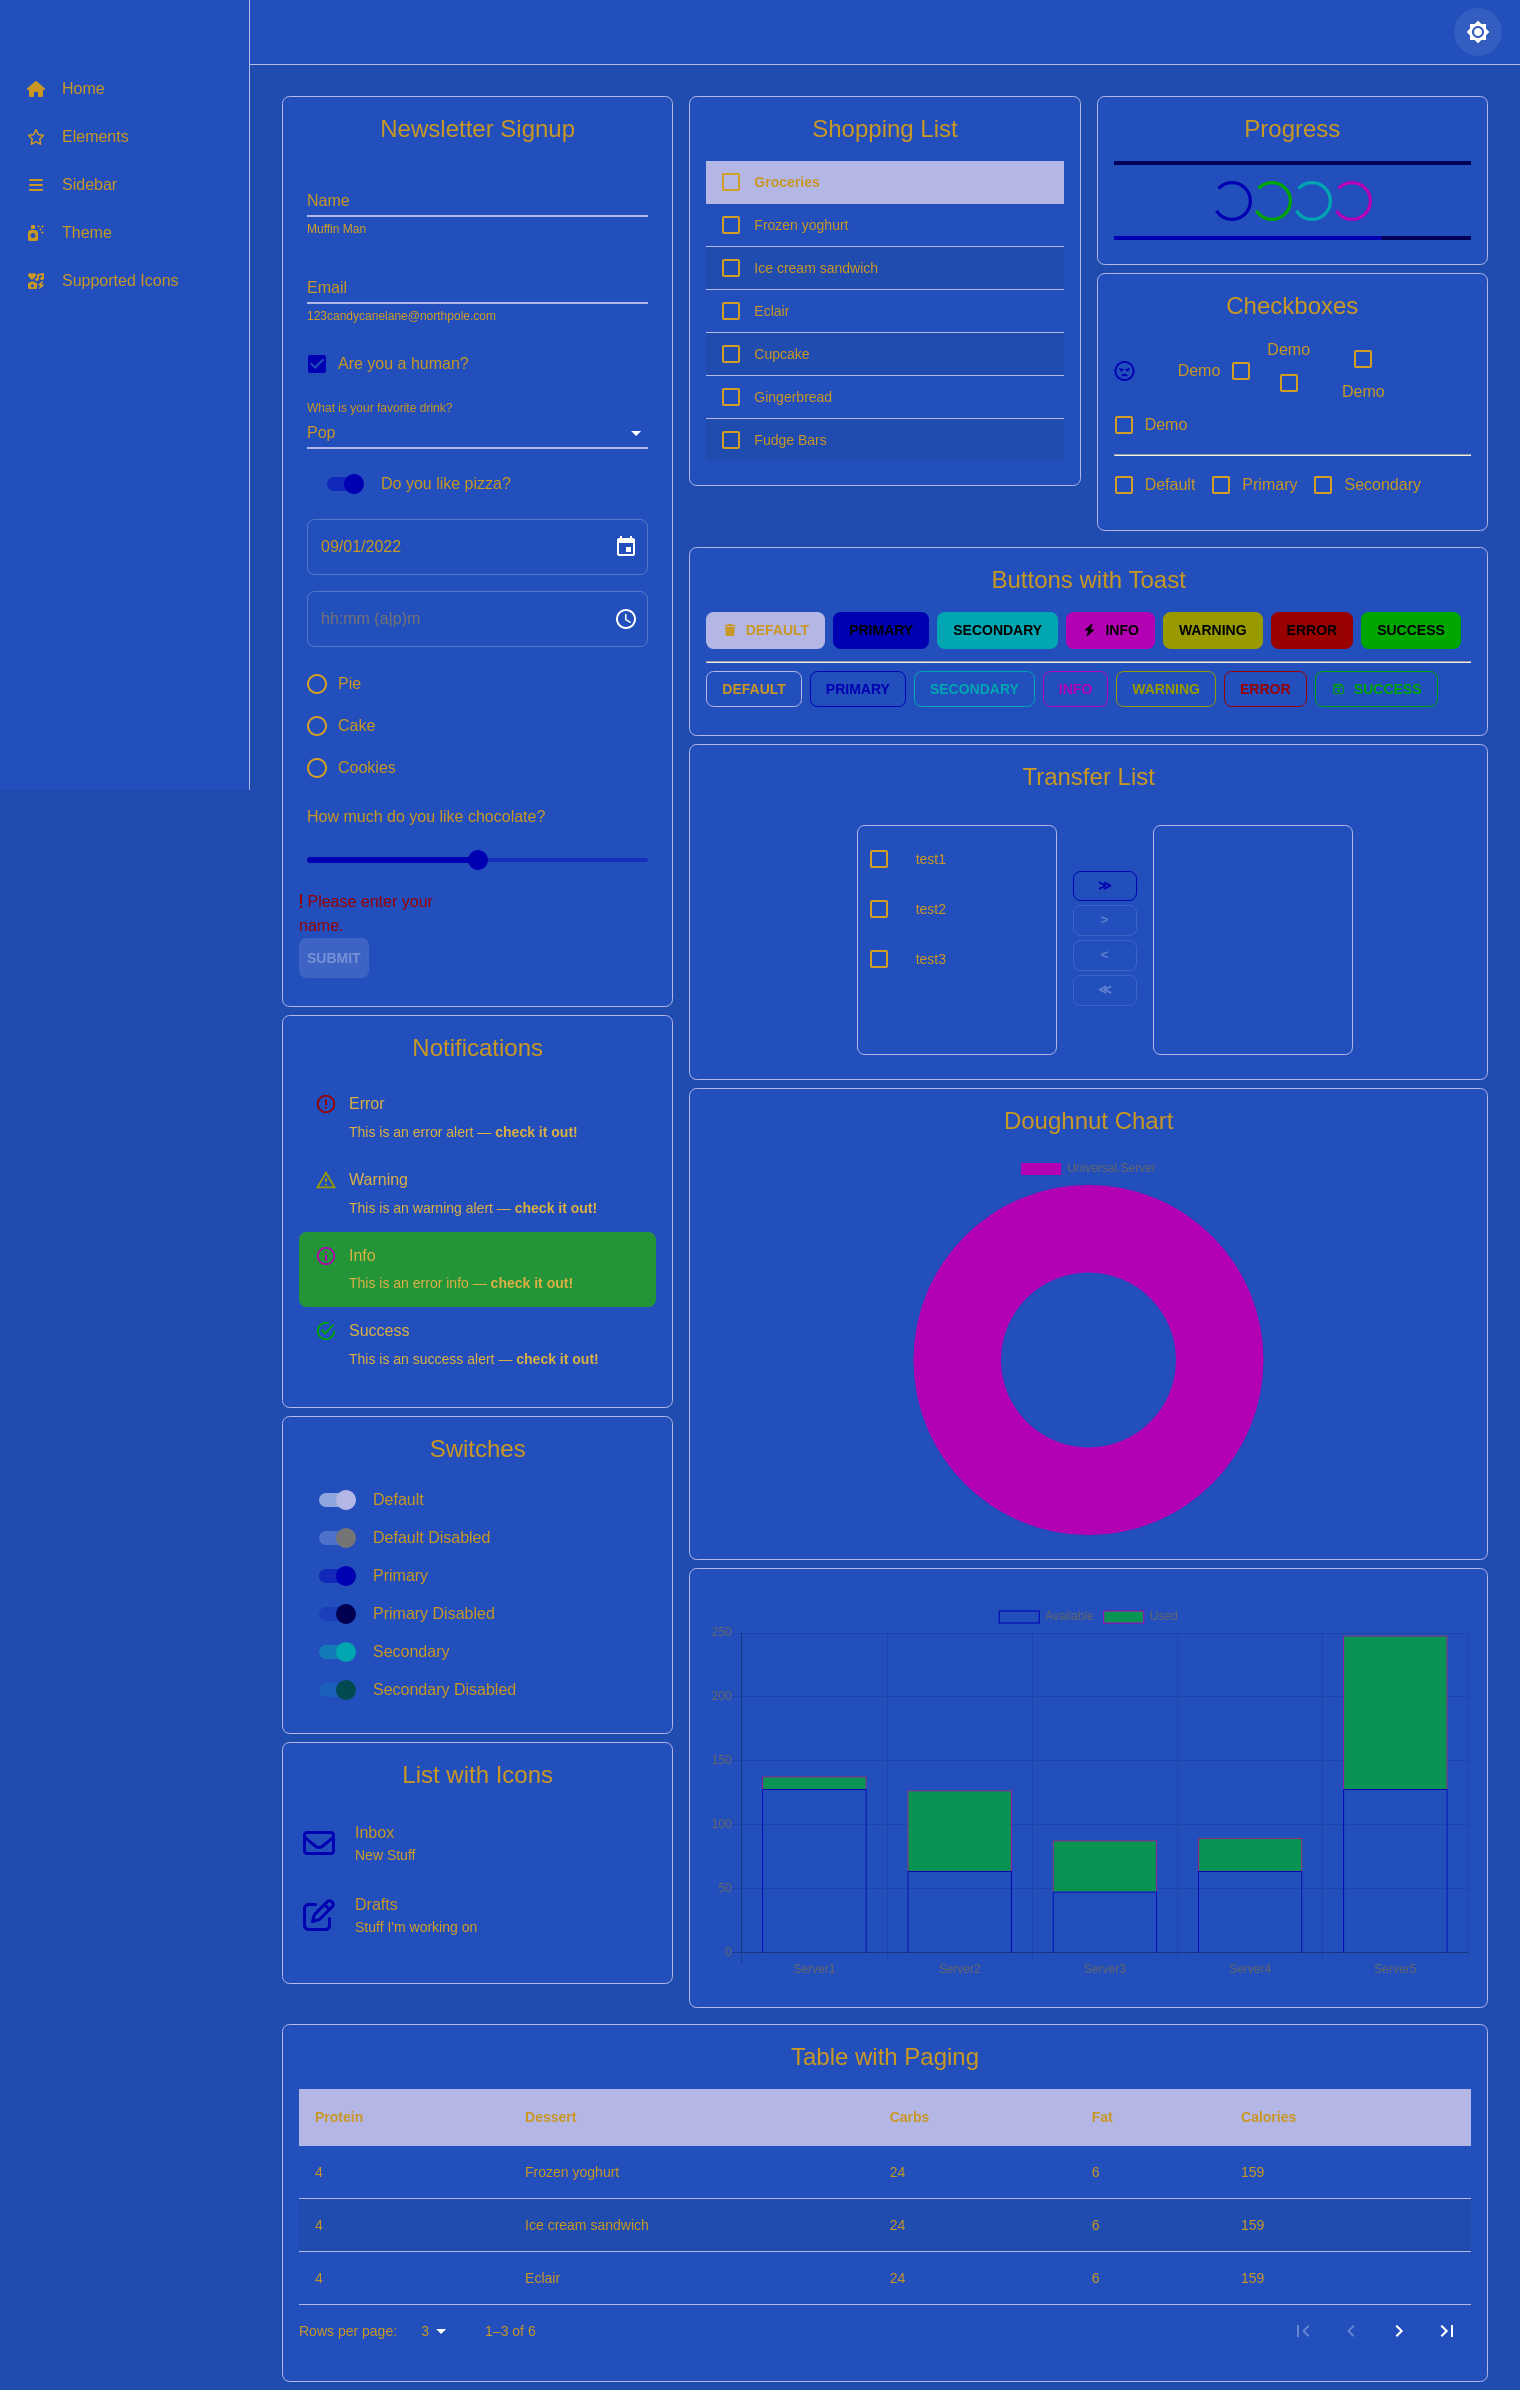 Home
Elements
Sidebar
Theme
Supported Icons
Newsletter Signup
Name
Muffin Man
Email
123candycanelane@northpole.com
Are you a human?
What is your favorite drink?
Pop
Do you like pizza?
09/01/2022
hh:mm (a|p)m
Pie
Cake
Cookies
How much do you like chocolate?
! Please enter your
name.
SUBMIT
Notifications
Error
This is an error alert — check it out!
Warning
This is an warning alert — check it out!
Info
This is an error info — check it out!
Success
This is an success alert — check it out!
Switches
Default
Default Disabled
Primary
Primary Disabled
Secondary
Secondary Disabled
List with Icons
Inbox
New Stuff
Drafts
Stuff I'm working on
Shopping List
Groceries
Frozen yoghurt
Ice cream sandwich
Eclair
Cupcake
Gingerbread
Fudge Bars
Progress
Checkboxes
Demo
Demo
Demo
Demo
Default Primary Secondary
Buttons with Toast
DEFAULT PRIMARY SECONDARY INFO WARNING ERROR SUCCESS
DEFAULT PRIMARY SECONDARY INFO WARNING ERROR SUCCESS
Transfer List
test1
test2
test3
≫
>
<
≪
Doughnut Chart
Universal Server
Available Used
250
200
150
100
50
0
Server1 Server2 Server3 Server4 Server5
Table with Paging
Protein Dessert Carbs Fat Calories
4 Frozen yoghurt 24 6 159
4 Ice cream sandwich 24 6 159
4 Eclair 24 6 159
Rows per page: 3 1–3 of 6